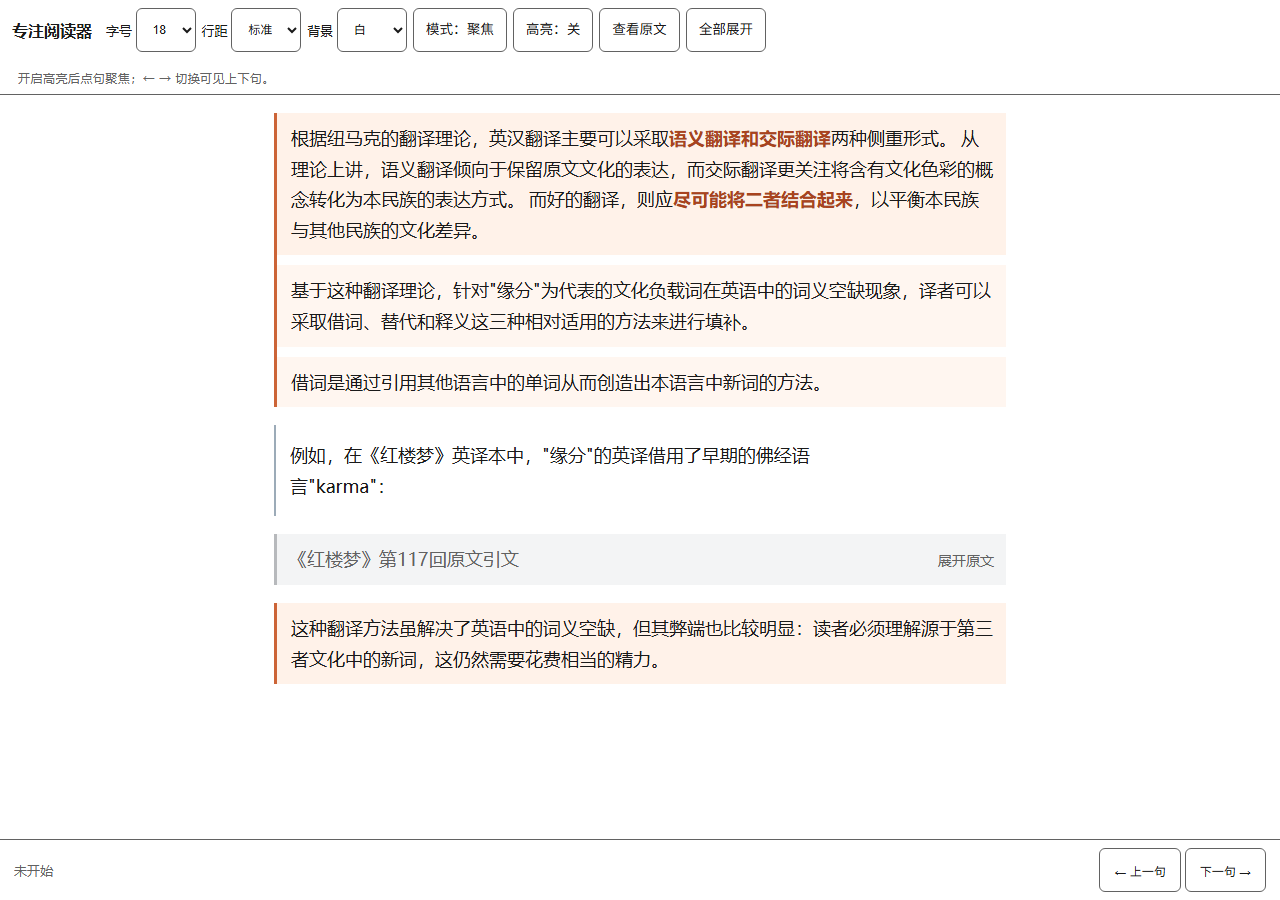 专注阅读器 字号 18 行距 标准 背景 白 模式：聚焦 高亮：关 查看原文 全部展开
开启高亮后点句聚焦；← → 切换可见上下句。
根据纽马克的翻译理论，英汉翻译主要可以采取语义翻译和交际翻译两种侧重形式。 从
理论上讲，语义翻译倾向于保留原文文化的表达，而交际翻译更关注将含有文化色彩的概
念转化为本民族的表达方式。 而好的翻译，则应尽可能将二者结合起来，以平衡本民族
与其他民族的文化差异。
基于这种翻译理论，针对"缘分"为代表的文化负载词在英语中的词义空缺现象，译者可以
采取借词、替代和释义这三种相对适用的方法来进行填补。
借词是通过引用其他语言中的单词从而创造出本语言中新词的方法。
例如，在《红楼梦》英译本中，"缘分"的英译借用了早期的佛经语
言"karma"：
《红楼梦》第117回原文引文 展开原文
这种翻译方法虽解决了英语中的词义空缺，但其弊端也比较明显：读者必须理解源于第三
者文化中的新词，这仍然需要花费相当的精力。
未开始 ← 上一句 下一句 →